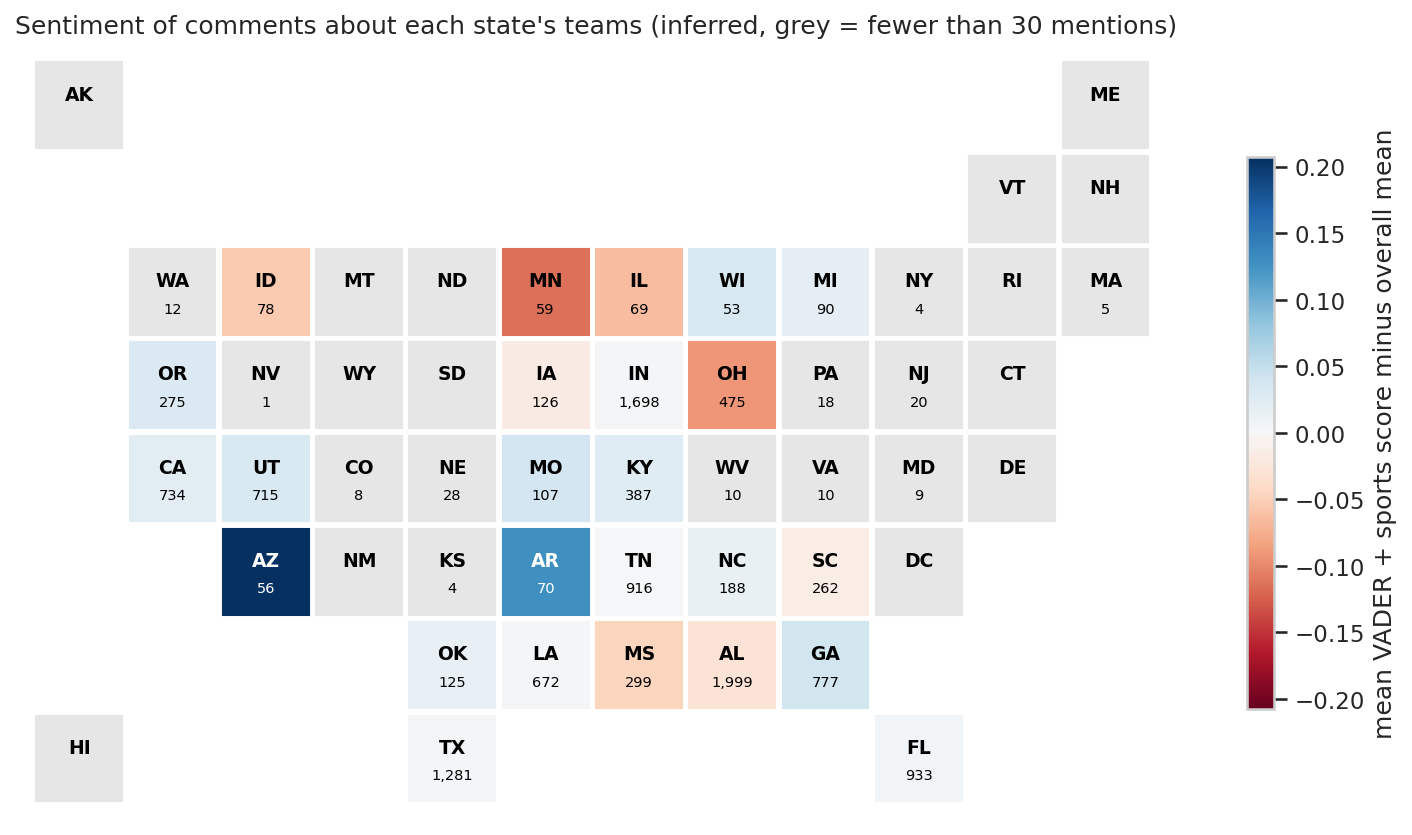 Sentiment of comments about each state's teams (inferred, grey = fewer than 30 mentions)
AK
ME
VT
NH
WA
12
ID
78
MT
ND
MN
59
IL
69
WI
53
MI
90
NY
4
RI
MA
5
OR
275
NV
1
WY
SD
IA
126
IN
1,698
OH
475
PA
18
NJ
20
CT
CA
734
UT
715
CO
8
NE
28
MO
107
KY
387
WV
10
VA
10
MD
9
DE
AZ
56
NM
KS
4
AR
70
TN
916
NC
188
SC
262
DC
OK
125
LA
672
MS
299
AL
1,999
GA
777
HI
TX
1,281
FL
933
0.20
0.15
0.10
0.05
0.00
−0.05
−0.10
−0.15
−0.20
mean VADER + sports score minus overall mean